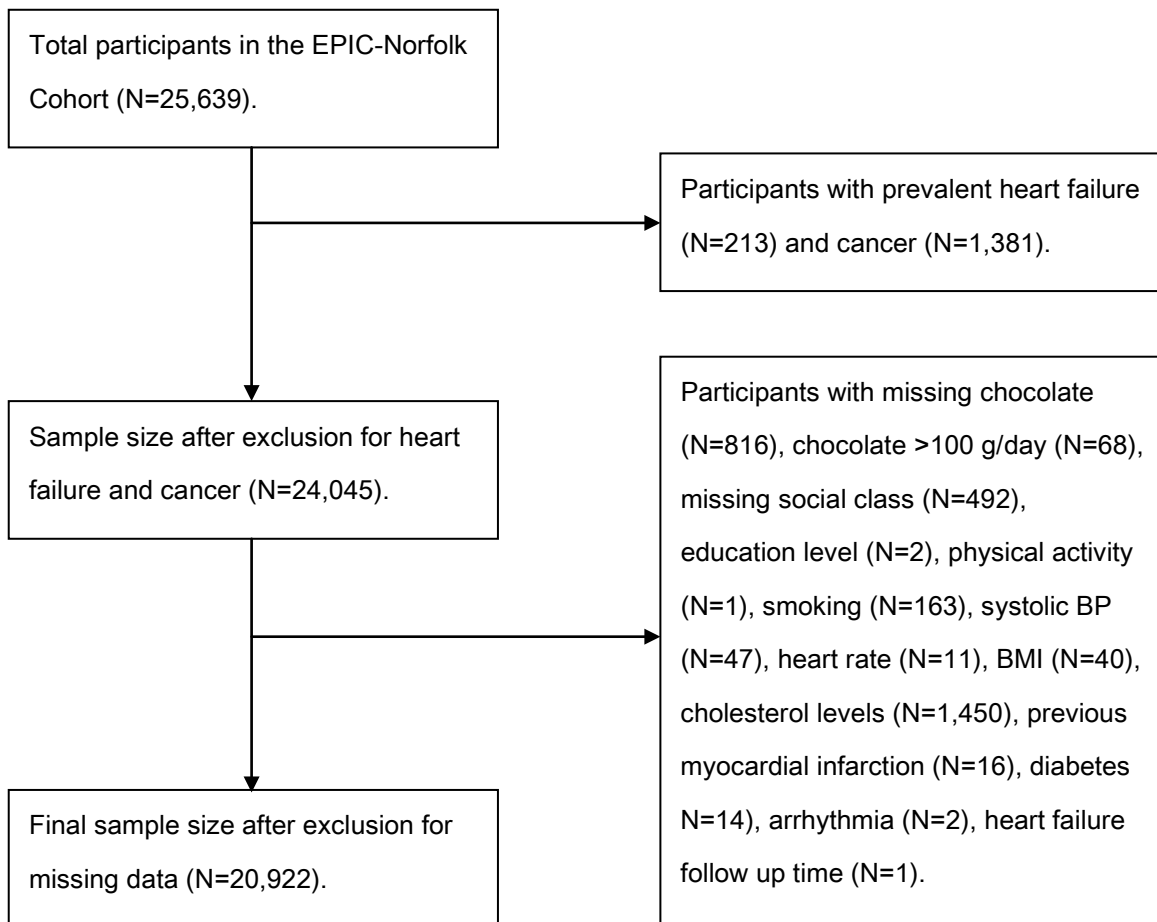 Total participants in the EPIC-Norfolk
Cohort (N=25,639).
Participants with prevalent heart failure
(N=213) and cancer (N=1,381).
Sample size after exclusion for heart
failure and cancer (N=24,045).
Participants with missing chocolate
(N=816), chocolate >100 g/day (N=68),
missing social class (N=492),
education level (N=2), physical activity
(N=1), smoking (N=163), systolic BP
(N=47), heart rate (N=11), BMI (N=40),
cholesterol levels (N=1,450), previous
myocardial infarction (N=16), diabetes
N=14), arrhythmia (N=2), heart failure
follow up time (N=1).
Final sample size after exclusion for
missing data (N=20,922).